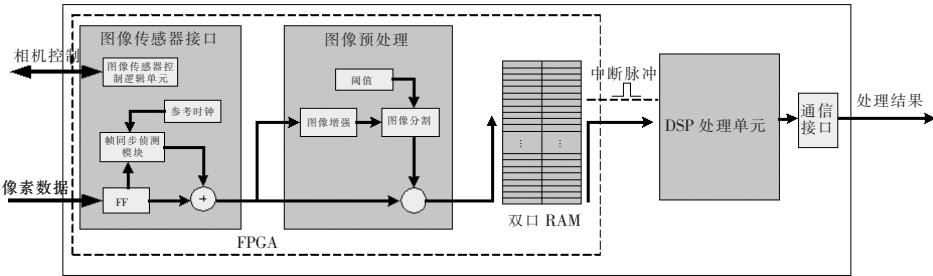 图像传感器接口
图像预处理
相机控制
图像传感器控
制逻辑单元
阈值
中断脉冲
参考时钟
图像增强
图像分割
通信
接口
处理结果
DSP 处理单元
帧同步侦测
模块
⋮ ⋮
像素数据
FF
+
双口 RAM
FPGA